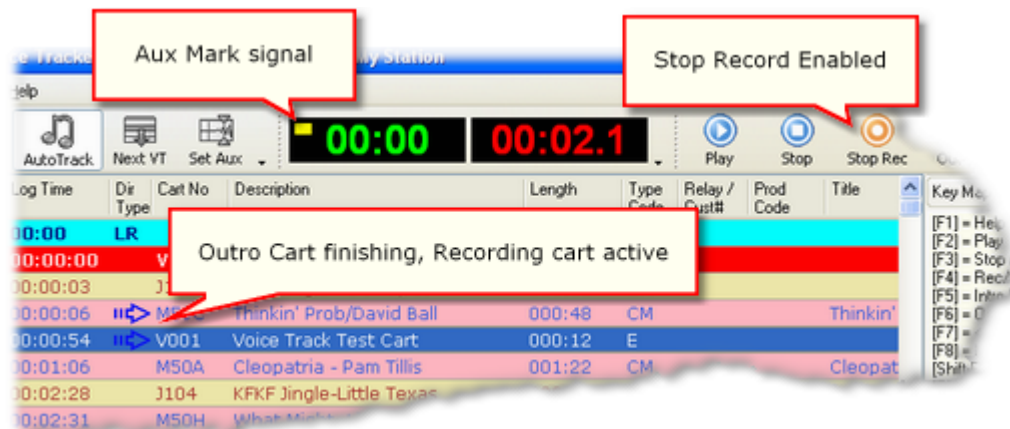 Aux Mark signal
Stop Record Enabled
My Station
AutoTrack Next VT Set Aux 00:00 00:02.1 Play Stop Stop Rec
Log Time Dir Type Cart No Description Length Type Code Relay / Cust# Prod Code Title Key
00:00 LR
Outro Cart finishing, Recording cart active
00:00:00
00:00:03
00:00:06 Thinkin' Prob/David Ball 000:48 CM Thinkin'
00:00:54 V001 Voice Track Test Cart 000:12 E
00:01:06 M50A Cleopatria - Pam Tillis 001:22 CM Cleopat
00:02:28 J104 KFKF Jingle-Little Texas
00:02:31 M50H What
[F1] = Help
[F2] = Play
[F3] = Stop
[F4] = Rec/
[F5] = Intro
[F6] =
[F7] =
[F8] =
[Shift